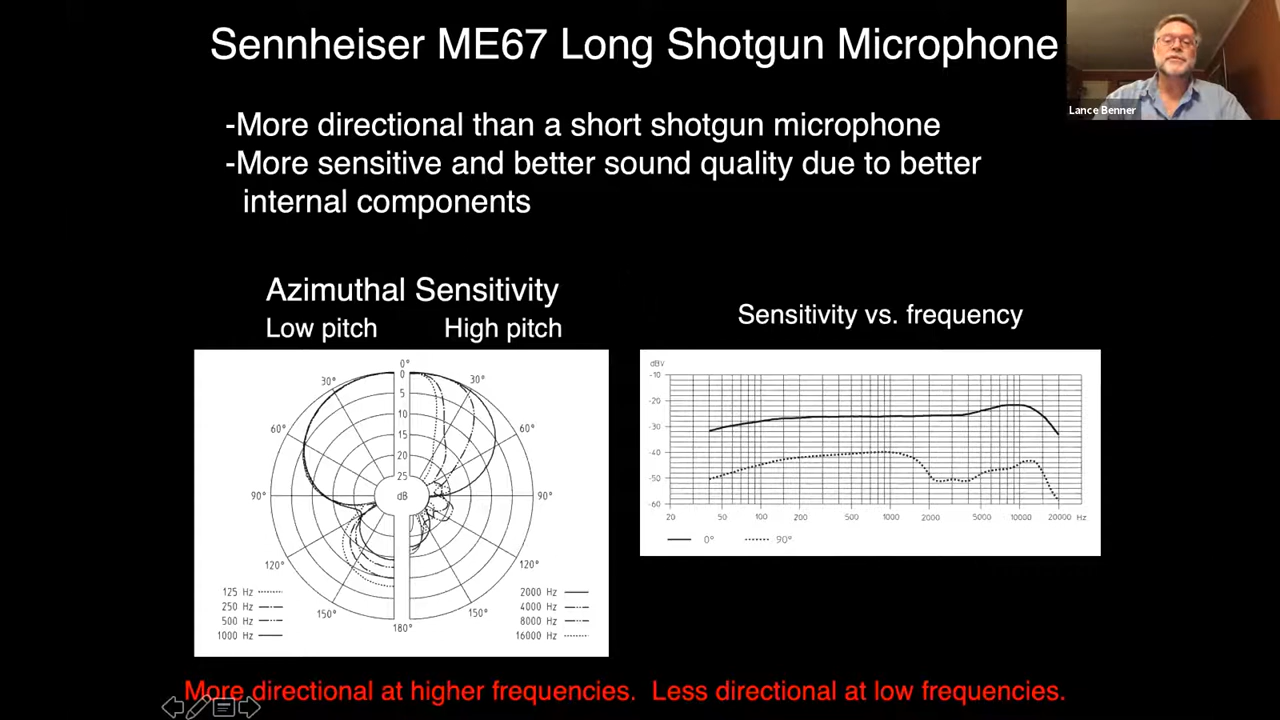 Sennheiser ME67 Long Shotgun Microphone
Lance Benner
-More directional than a short shotgun microphone
-More sensitive and better sound quality due to better
internal components
Azimuthal Sensitivity
Low pitch High pitch
Sensitivity vs. frequency
0°
0
30° 30°
5
10
60° 60°
15
20
25
90° dB 90°
120° 120°
150° 150°
180°
125 Hz
250 Hz
500 Hz
1000 Hz
2000 Hz
4000 Hz
8000 Hz
16000 Hz
dBV
-10
-20
-30
-40
-50
-60
20 50 100 200 500 1000 2000 5000 10000 20000 Hz
0° 90°
More directional at higher frequencies. Less directional at low frequencies.